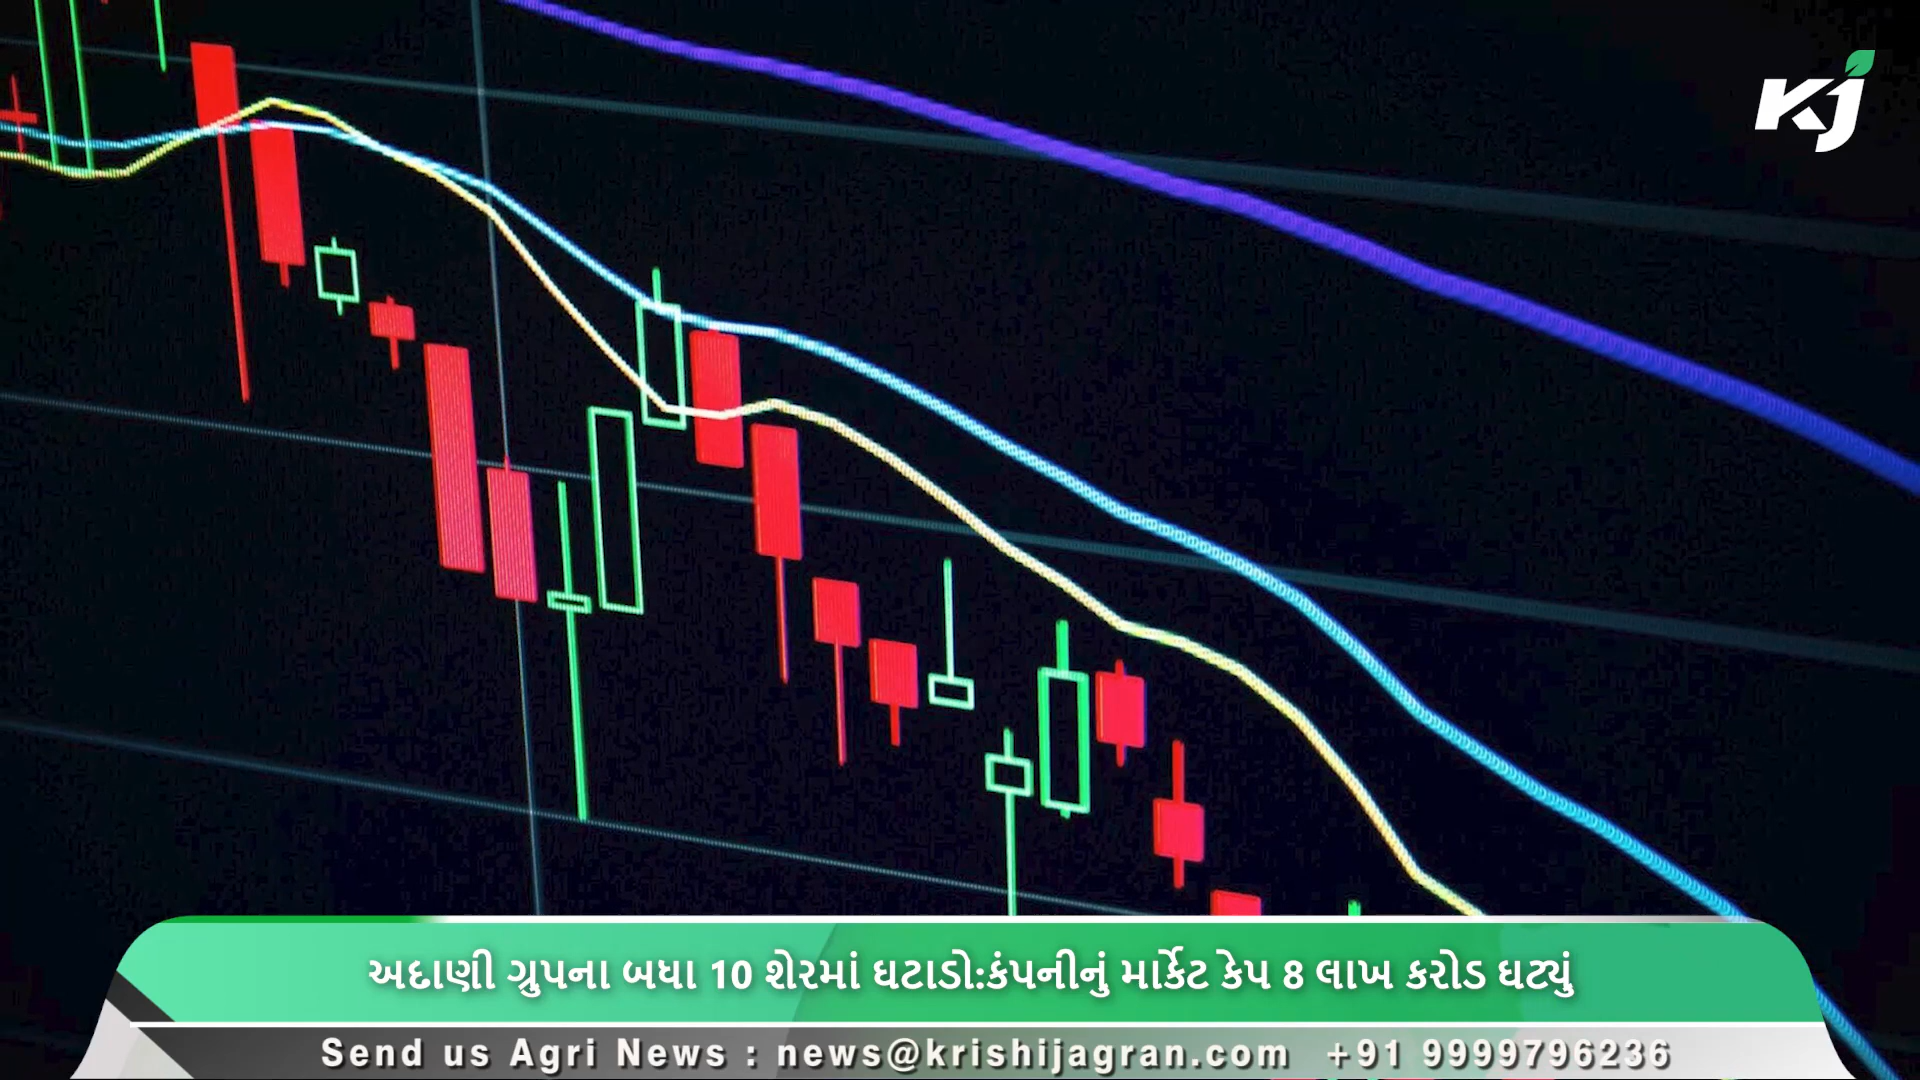 KJ
અદાણી ગ્રુપના બધા 10 શેરમાં ઘટાડો:કંપનીનું માર્કેટ કેપ 8 લાખ કરોડ ઘટ્યું
Send us Agri News : news@krishijagran.com +91 9999796236